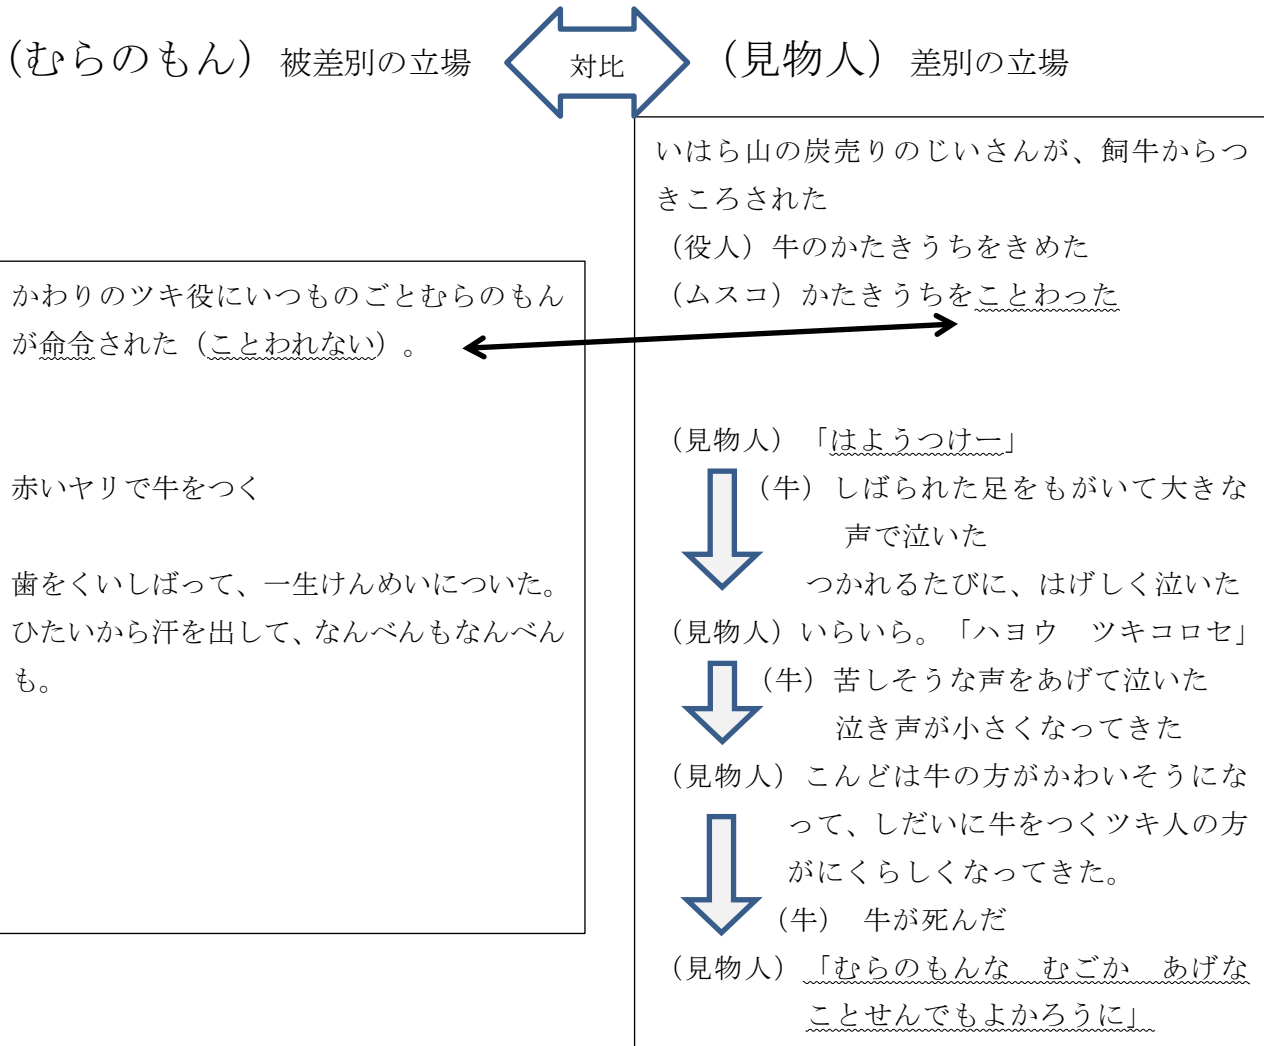 （むらのもん）被差別の立場
対比
（見物人）差別の立場
かわりのツキ役にいつものごとむらのもん
が命令された（ことわれない）。
赤いヤリで牛をつく
歯をくいしばって、一生けんめいについた。
ひたいから汗を出して、なんべんもなんべん
も。
いはら山の炭売りのじいさんが、飼牛からつ
きころされた
（役人）牛のかたきうちをきめた
（ムスコ）かたきうちをことわった
（見物人）「はようつけー」
（牛）しばられた足をもがいて大きな
声で泣いた
つかれるたびに、はげしく泣いた
（見物人）いらいら。「ハヨウ　ツキコロセ」
（牛）苦しそうな声をあげて泣いた
泣き声が小さくなってきた
（見物人）こんどは牛の方がかわいそうにな
って、しだいに牛をつくツキ人の方
がにくらしくなってきた。
（牛）　牛が死んだ
（見物人）「むらのもんな　むごか　あげな
ことせんでもよかろうに」